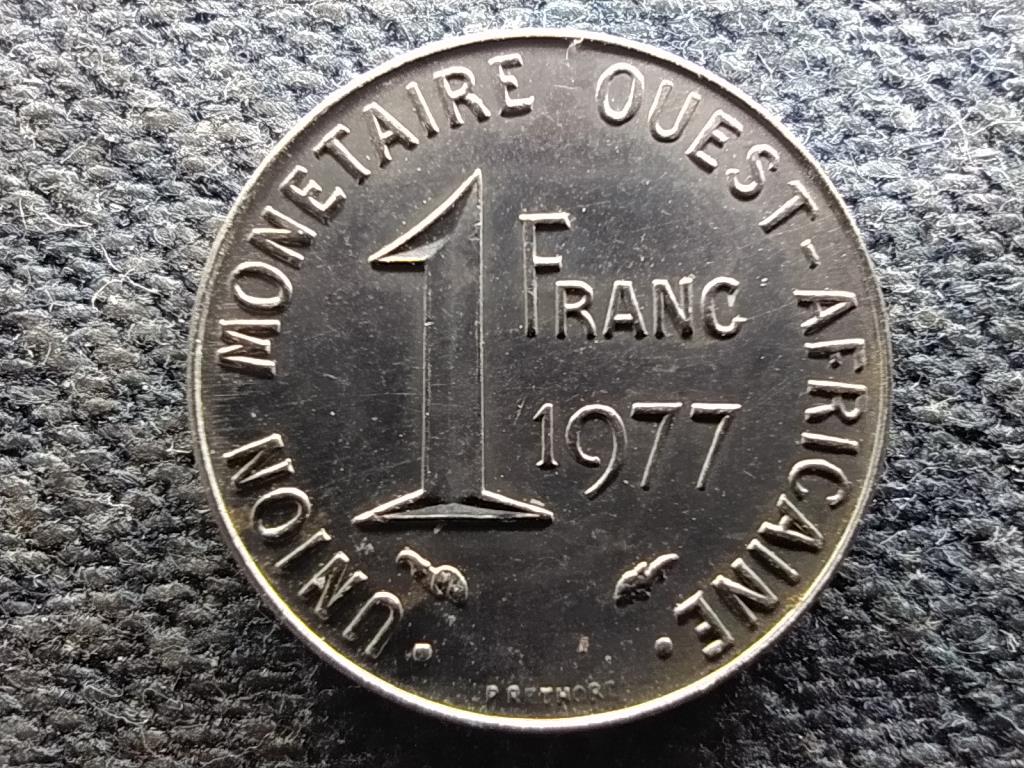 UNION MONETAIRE OUEST-AFRICAINE
1 FRANC
1977
P.RETHORE